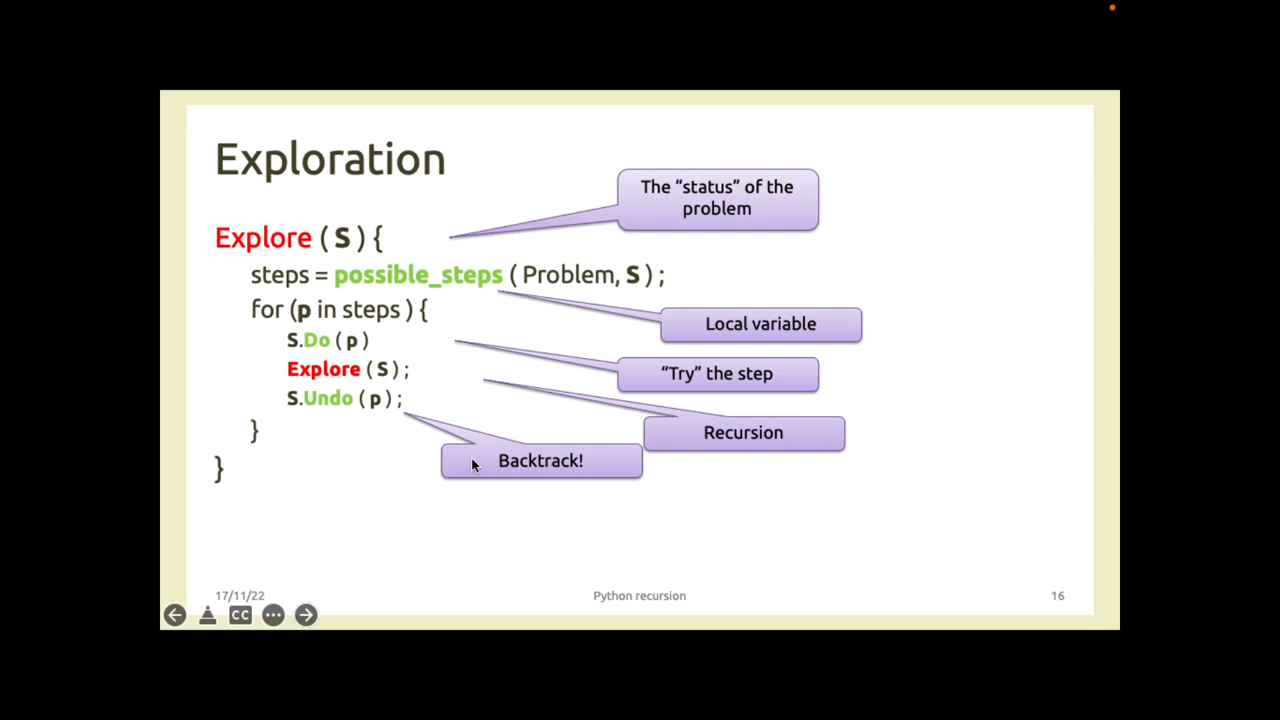 Exploration
The “status” of the
problem
Explore ( S ) {
steps = possible_steps ( Problem, S ) ;
for (p in steps ) {
Local variable
S.Do ( p )
“Try” the step
Explore ( S ) ;
S.Undo ( p ) ;
Recursion
}
Backtrack!
}
17/11/22
Python recursion
16
CC